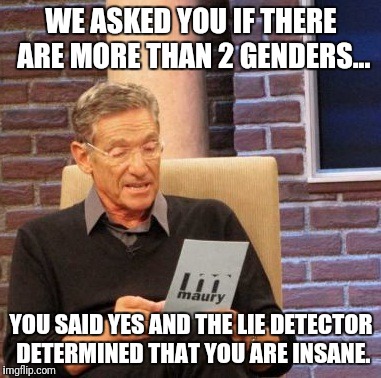 WE ASKED YOU IF THERE
ARE MORE THAN 2 GENDERS...
maury
YOU SAID YES AND THE LIE DETECTOR
DETERMINED THAT YOU ARE INSANE.
imgflip.com